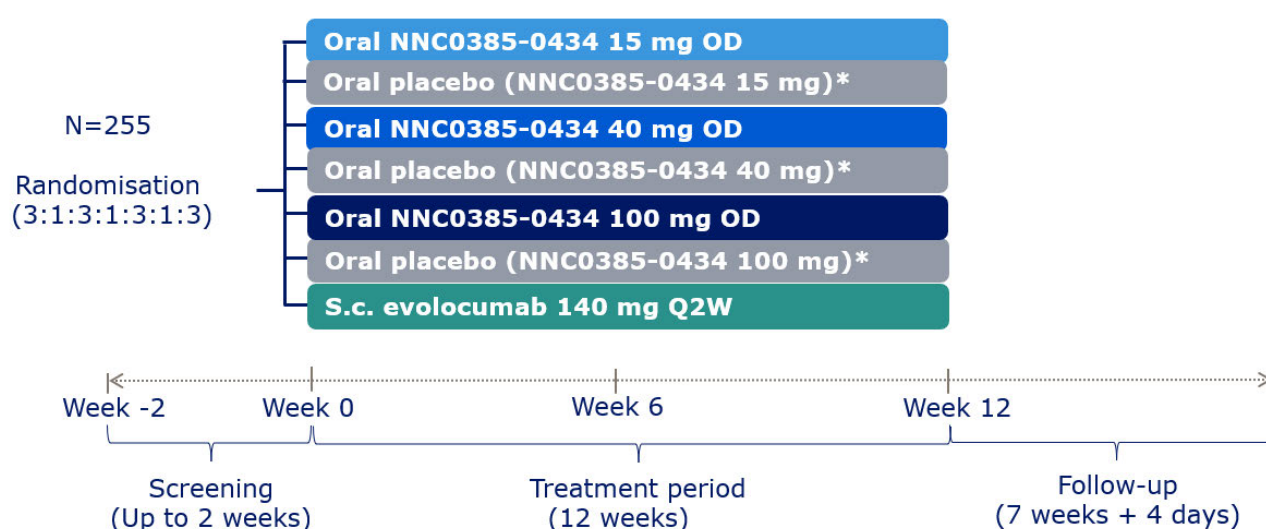 Oral NNC0385-0434 15 mg OD
Oral placebo (NNC0385-0434 15 mg)*
N=255
Oral NNC0385-0434 40 mg OD
Oral placebo (NNC0385-0434 40 mg)*
Randomisation
(3:1:3:1:3:1:3)
Oral NNC0385-0434 100 mg OD
Oral placebo (NNC0385-0434 100 mg)*
S.c. evolocumab 140 mg Q2W
Week -2
Week 0
Week 6
Week 12
Screening
(Up to 2 weeks)
Treatment period
(12 weeks)
Follow-up
(7 weeks + 4 days)